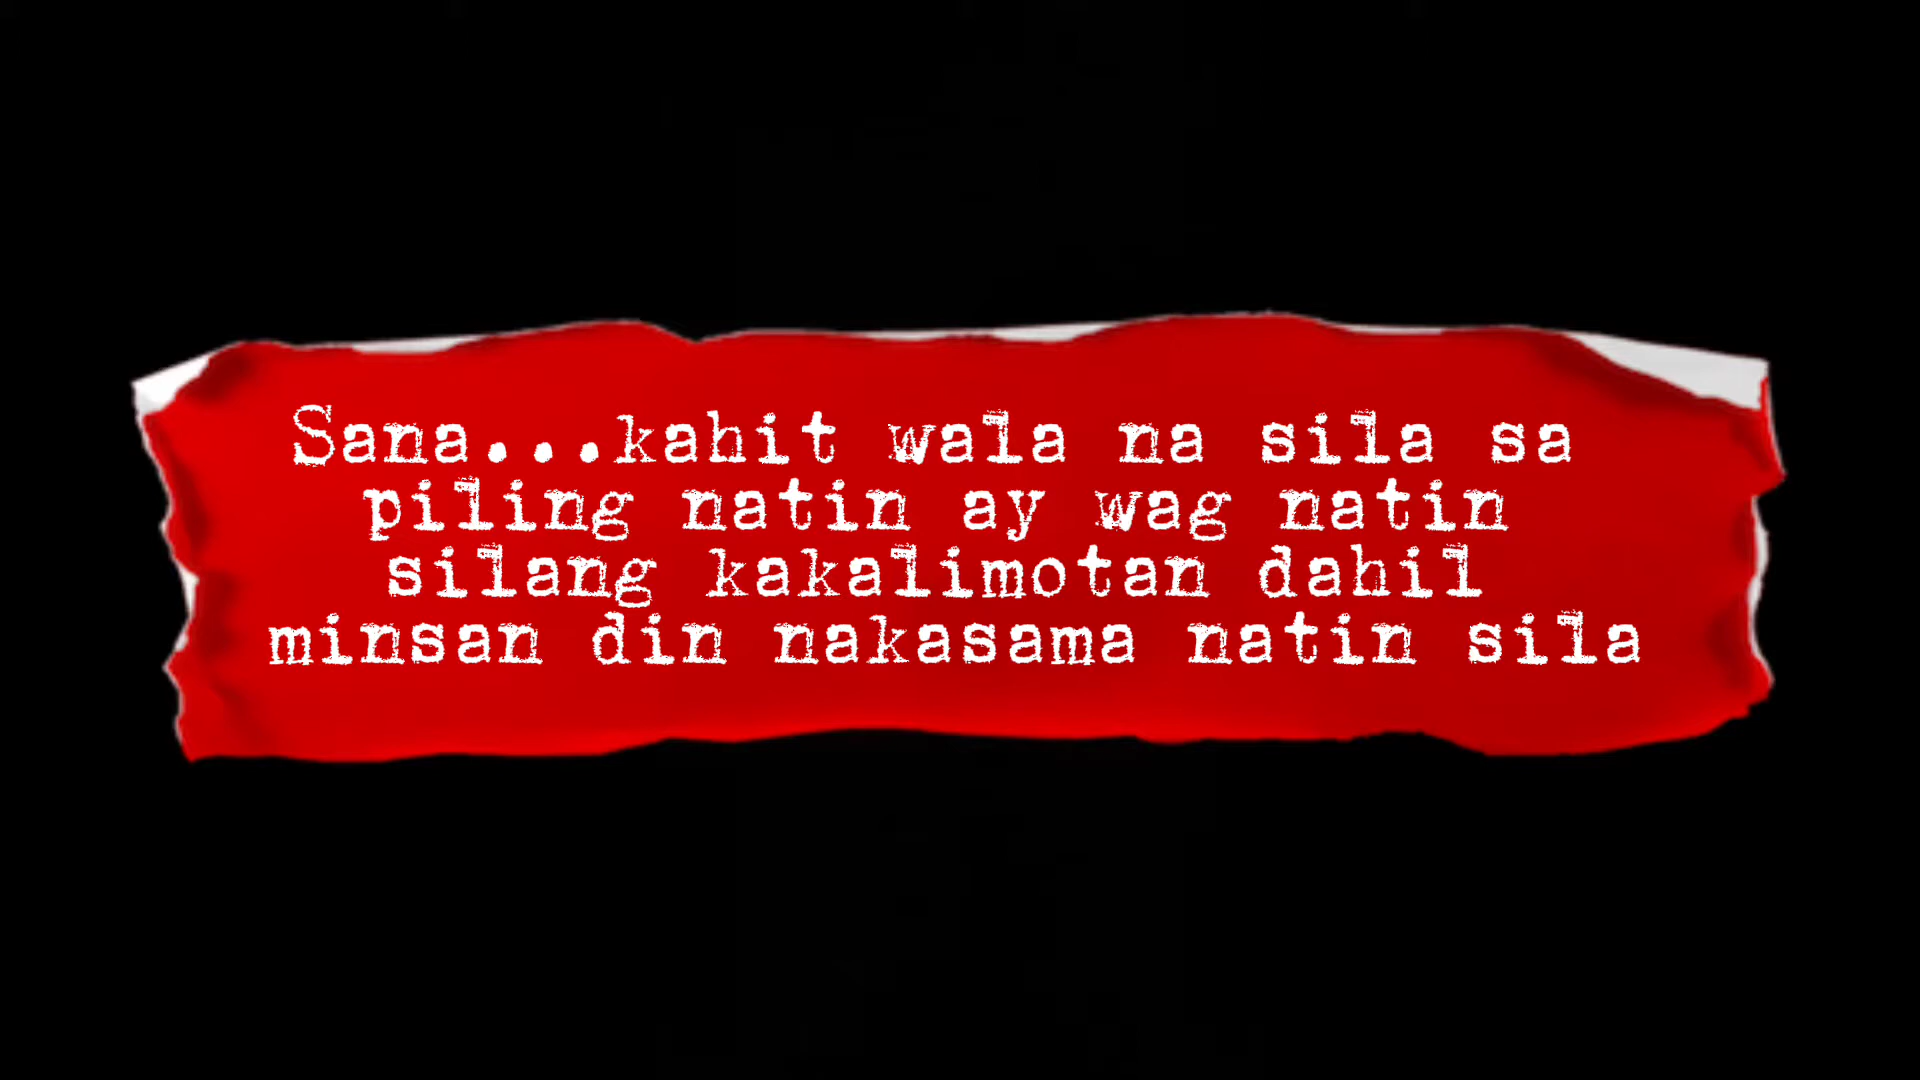 Sana...kahit wala na sila sa
piling natin ay wag natin
silang kakalimotan dahil
minsan din nakasama natin sila